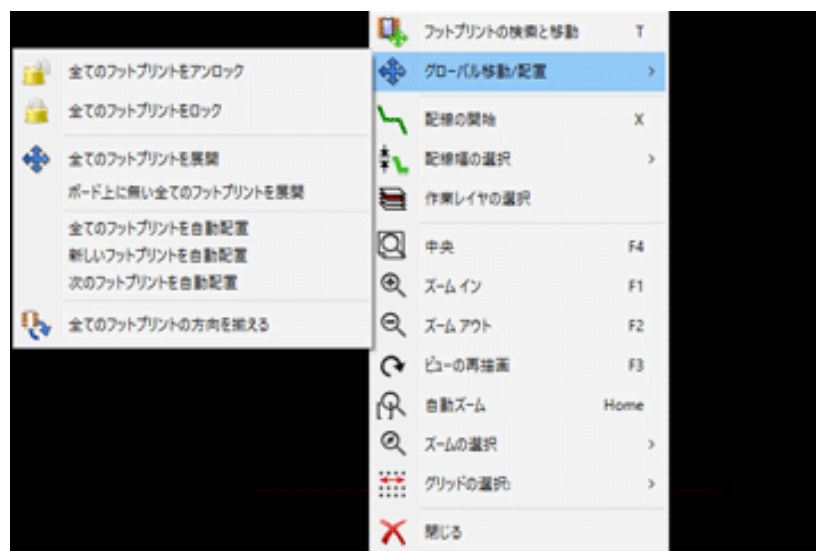 フットプリントの検索と移動 T
グローバル移動/配置 >
配線の開始 X
配線幅の選択 >
作業レイヤの選択
中央 F4
ズーム イン F1
ズーム アウト F2
ビューの再描画 F3
自動ズーム Home
ズームの選択 >
グリッドの選択: >
閉じる
全てのフットプリントをアンロック
全てのフットプリントをロック
全てのフットプリントを展開
ボード上に無い全てのフットプリントを展開
全てのフットプリントを自動配置
新しいフットプリントを自動配置
次のフットプリントを自動配置
全てのフットプリントの方向を揃える